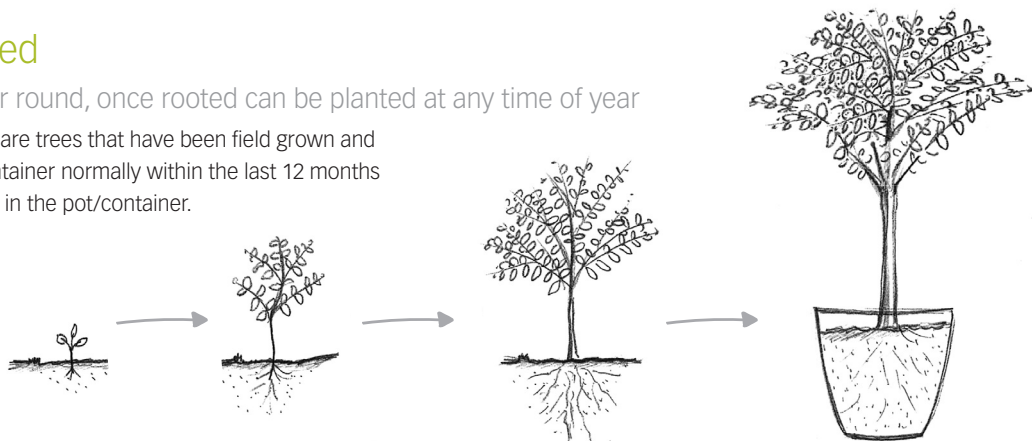 ed
r round, once rooted can be planted at any time of year
are trees that have been field grown and
tainer normally within the last 12 months
in the pot/container.